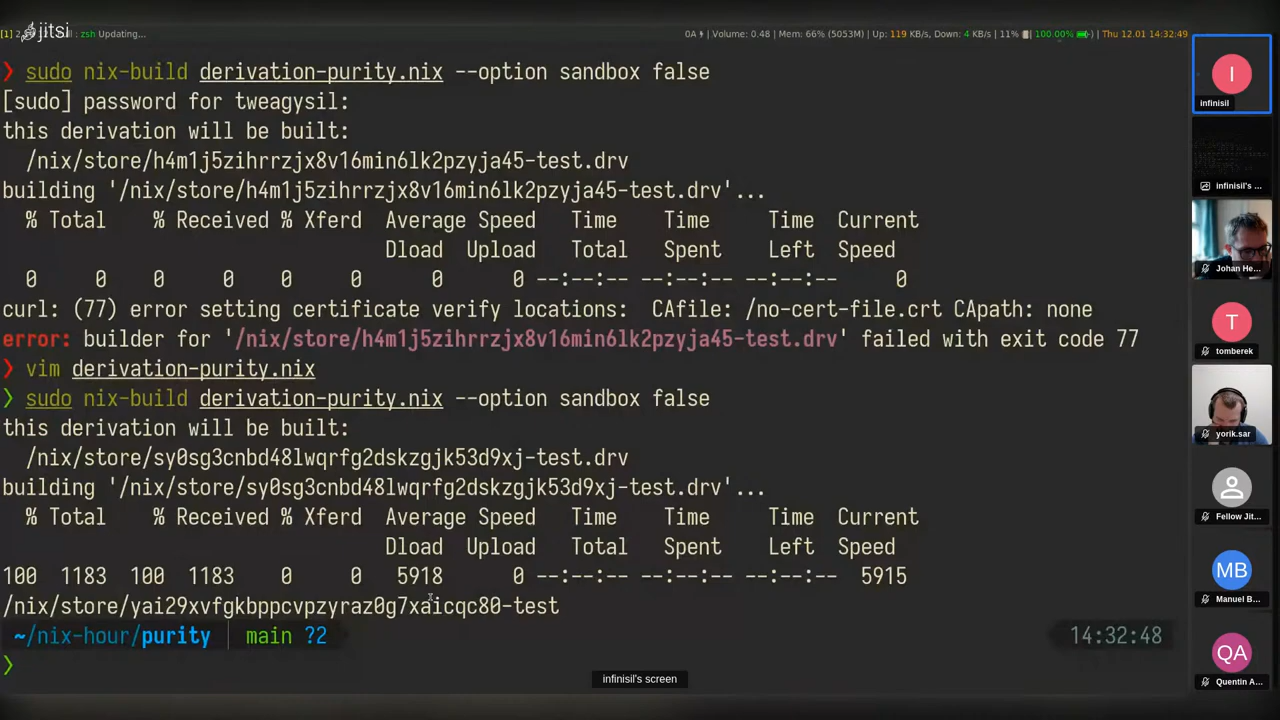 jitsi
[1] 2
: zsh Updating... 0A | Volume: 0.48 | Mem: 66% (5053M) | Up: 119 KB/s, Down: 4 KB/s | 11% | 100.00% | Thu 12.01 14:32:49
❯ sudo nix-build derivation-purity.nix --option sandbox false
[sudo] password for tweagysil:
this derivation will be built:
/nix/store/h4m1j5zihrrzjx8v16min6lk2pzyja45-test.drv
building '/nix/store/h4m1j5zihrrzjx8v16min6lk2pzyja45-test.drv'...
% Total % Received % Xferd Average Speed Time Time Time Current
Dload Upload Total Spent Left Speed
0 0 0 0 0 0 0 0 --:--:-- --:--:-- --:--:-- 0
curl: (77) error setting certificate verify locations: CAfile: /no-cert-file.crt CApath: none
error: builder for '/nix/store/h4m1j5zihrrzjx8v16min6lk2pzyja45-test.drv' failed with exit code 77
❯ vim derivation-purity.nix
❯ sudo nix-build derivation-purity.nix --option sandbox false
this derivation will be built:
/nix/store/sy0sg3cnbd48lwqrfg2dskzgjk53d9xj-test.drv
building '/nix/store/sy0sg3cnbd48lwqrfg2dskzgjk53d9xj-test.drv'...
% Total % Received % Xferd Average Speed Time Time Time Current
Dload Upload Total Spent Left Speed
100 1183 100 1183 0 0 5918 0 --:--:-- --:--:-- --:--:-- 5915
/nix/store/yai29xvfgkbppcvpzyraz0g7xaicqc80-test
~/nix-hour/purity main ?2 14:32:48
❯
infinisil's screen
I
infinisil
infinisil's ...
Johan He...
T
tomberek
yorik.sar
Fellow Jit...
MB
Manuel B...
QA
Quentin A...